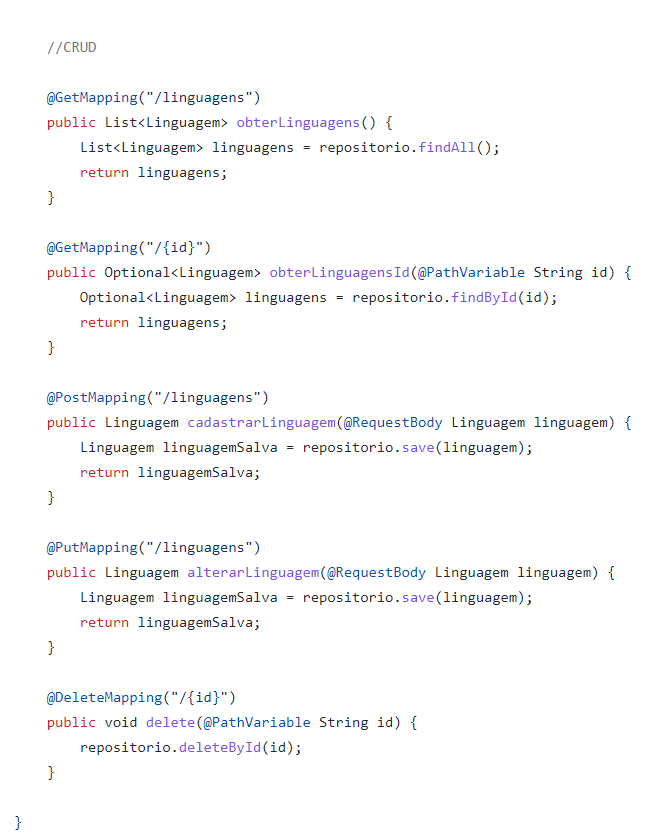 //CRUD
@GetMapping("/linguagens")
public List<Linguagem> obterLinguagens() {
List<Linguagem> linguagens = repositorio.findAll();
return linguagens;
}
@GetMapping("/{id}")
public Optional<Linguagem> obterLinguagensId(@PathVariable String id) {
Optional<Linguagem> linguagens = repositorio.findById(id);
return linguagens;
}
@PostMapping("/linguagens")
public Linguagem cadastrarLinguagem(@RequestBody Linguagem linguagem) {
Linguagem linguagemSalva = repositorio.save(linguagem);
return linguagemSalva;
}
@PutMapping("/linguagens")
public Linguagem alterarLinguagem(@RequestBody Linguagem linguagem) {
Linguagem linguagemSalva = repositorio.save(linguagem);
return linguagemSalva;
}
@DeleteMapping("/{id}")
public void delete(@PathVariable String id) {
repositorio.deleteById(id);
}
}